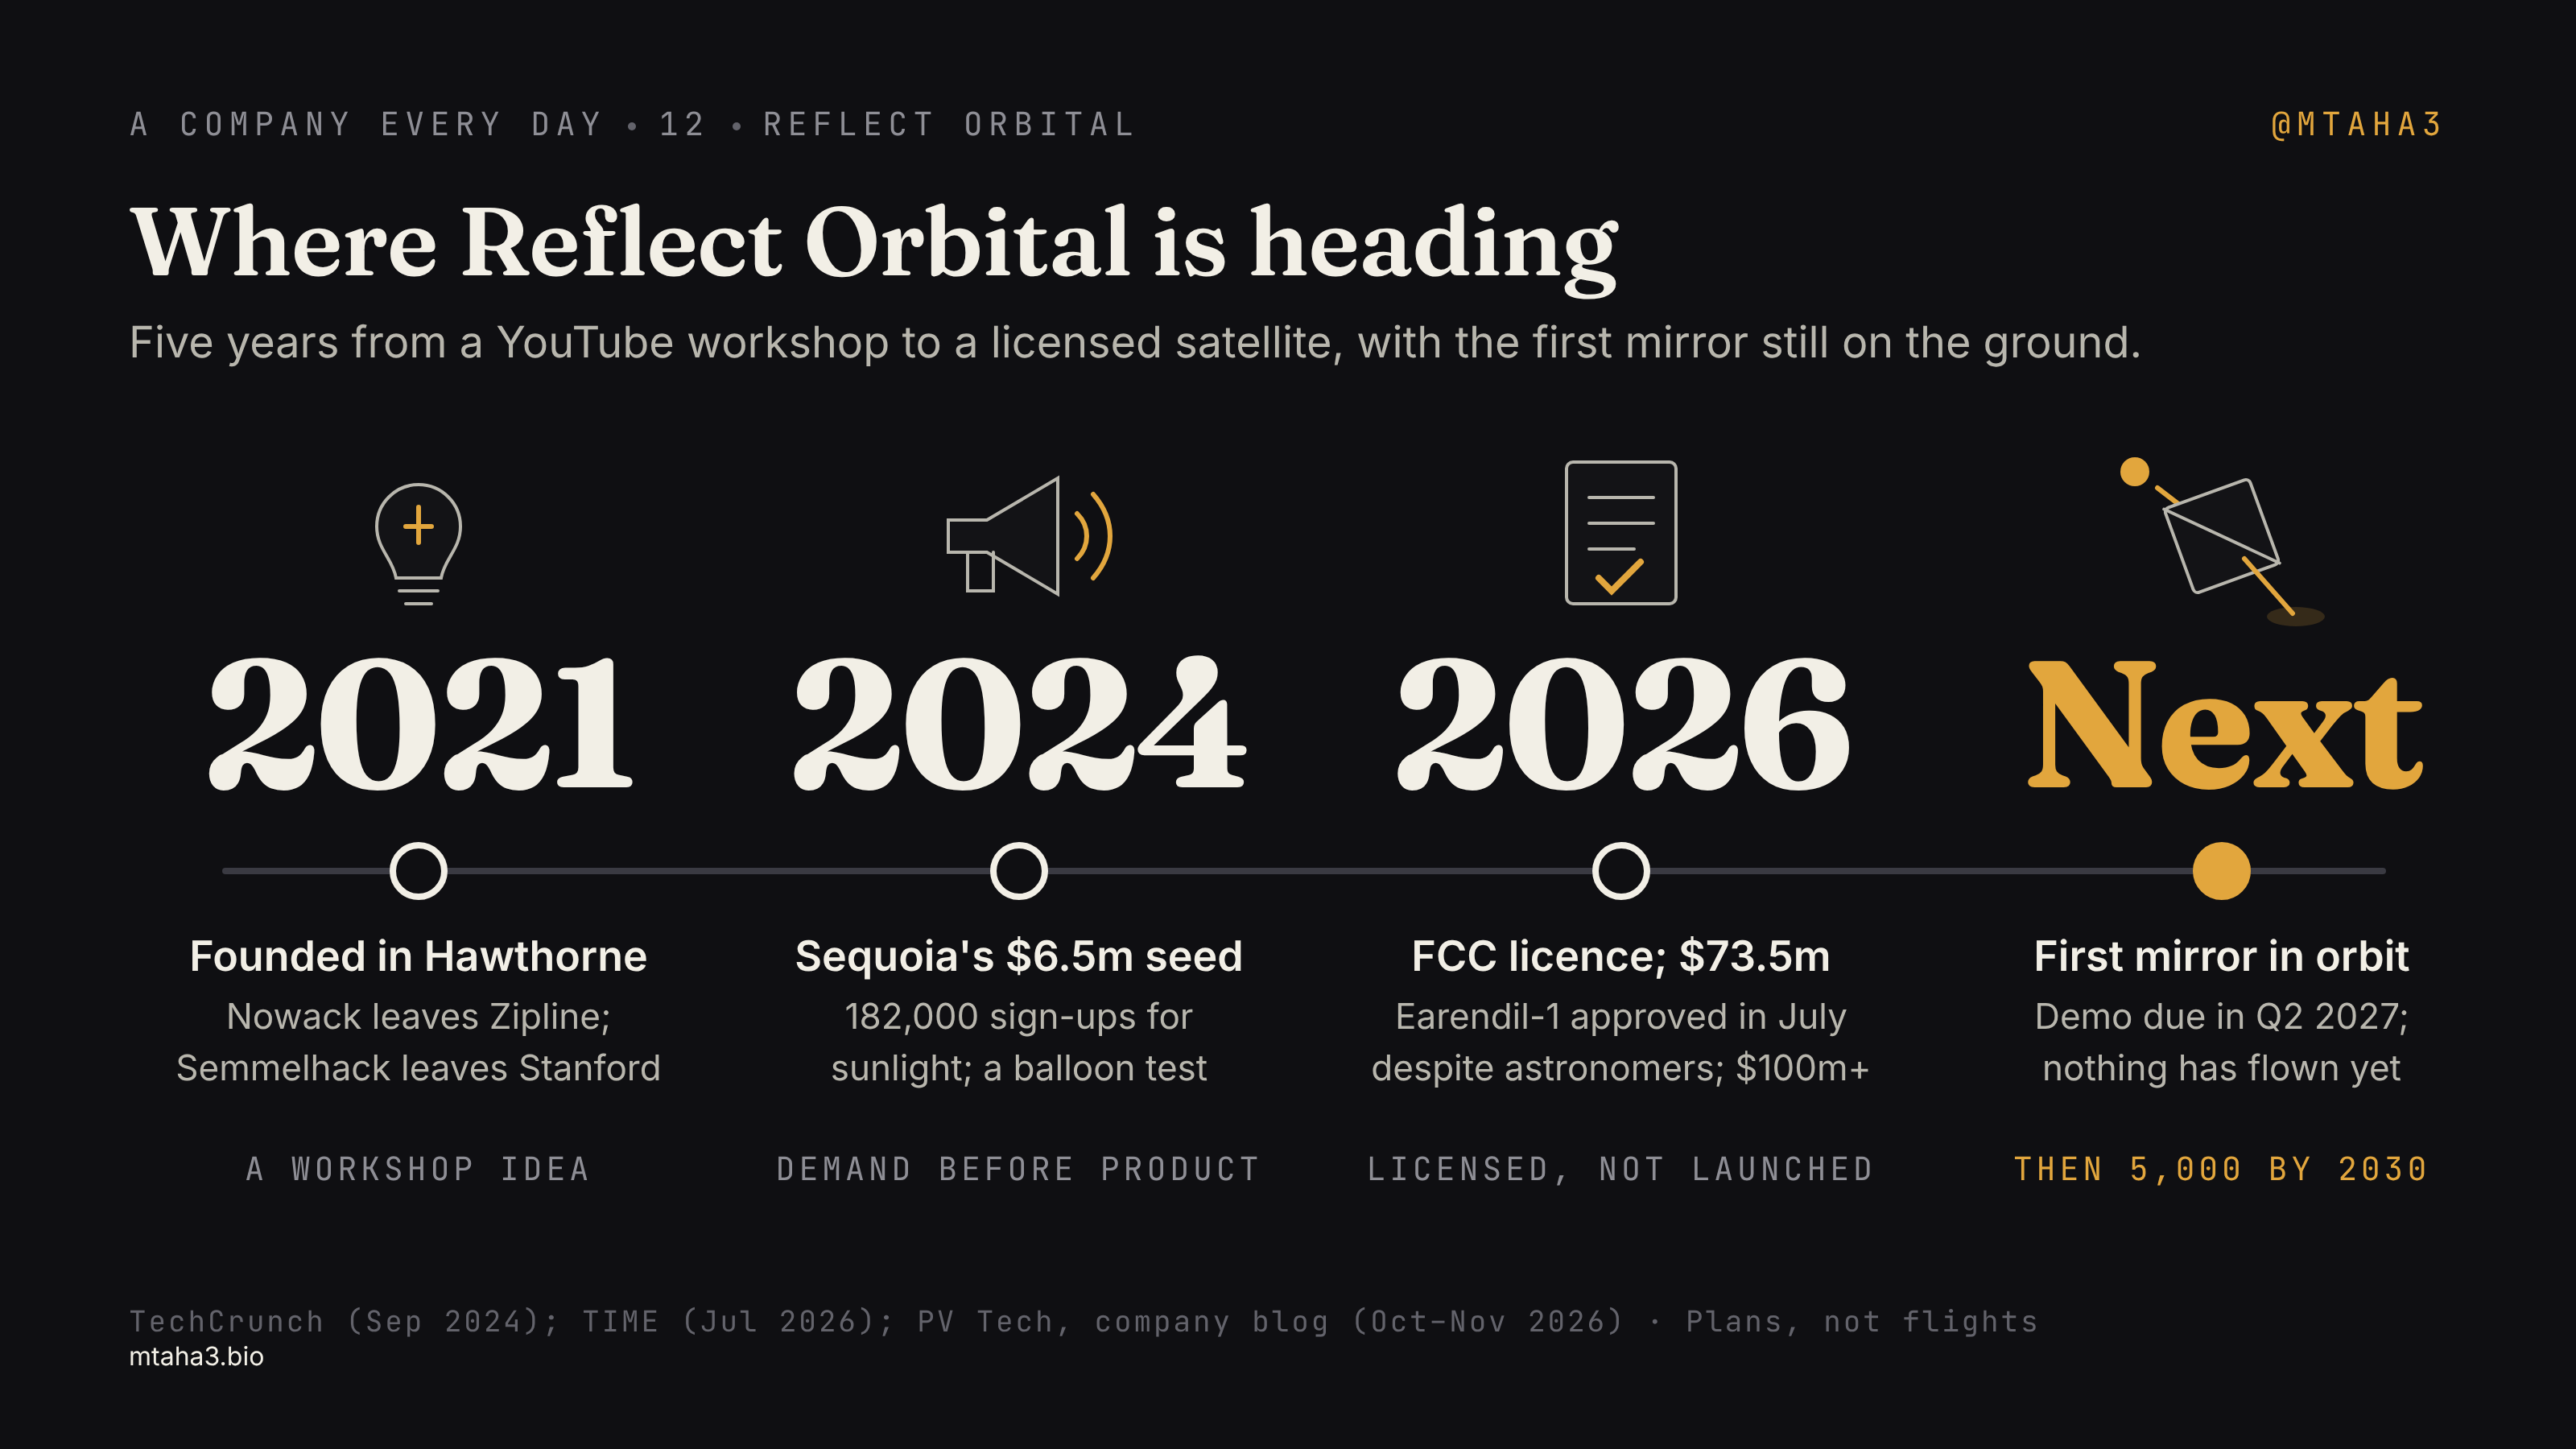 A COMPANY EVERY DAY · 12 · REFLECT ORBITAL
@MTAHA3
Where Reflect Orbital is heading
Five years from a YouTube workshop to a licensed satellite, with the first mirror still on the ground.
2021
2024
2026
Next
Founded in Hawthorne
Nowack leaves Zipline;
Semmelhack leaves Stanford
A WORKSHOP IDEA
Sequoia's $6.5m seed
182,000 sign-ups for
sunlight; a balloon test
DEMAND BEFORE PRODUCT
FCC licence; $73.5m
Earendil-1 approved in July
despite astronomers; $100m+
LICENSED, NOT LAUNCHED
First mirror in orbit
Demo due in Q2 2027;
nothing has flown yet
THEN 5,000 BY 2030
TechCrunch (Sep 2024); TIME (Jul 2026); PV Tech, company blog (Oct–Nov 2026) · Plans, not flights
mtaha3.bio